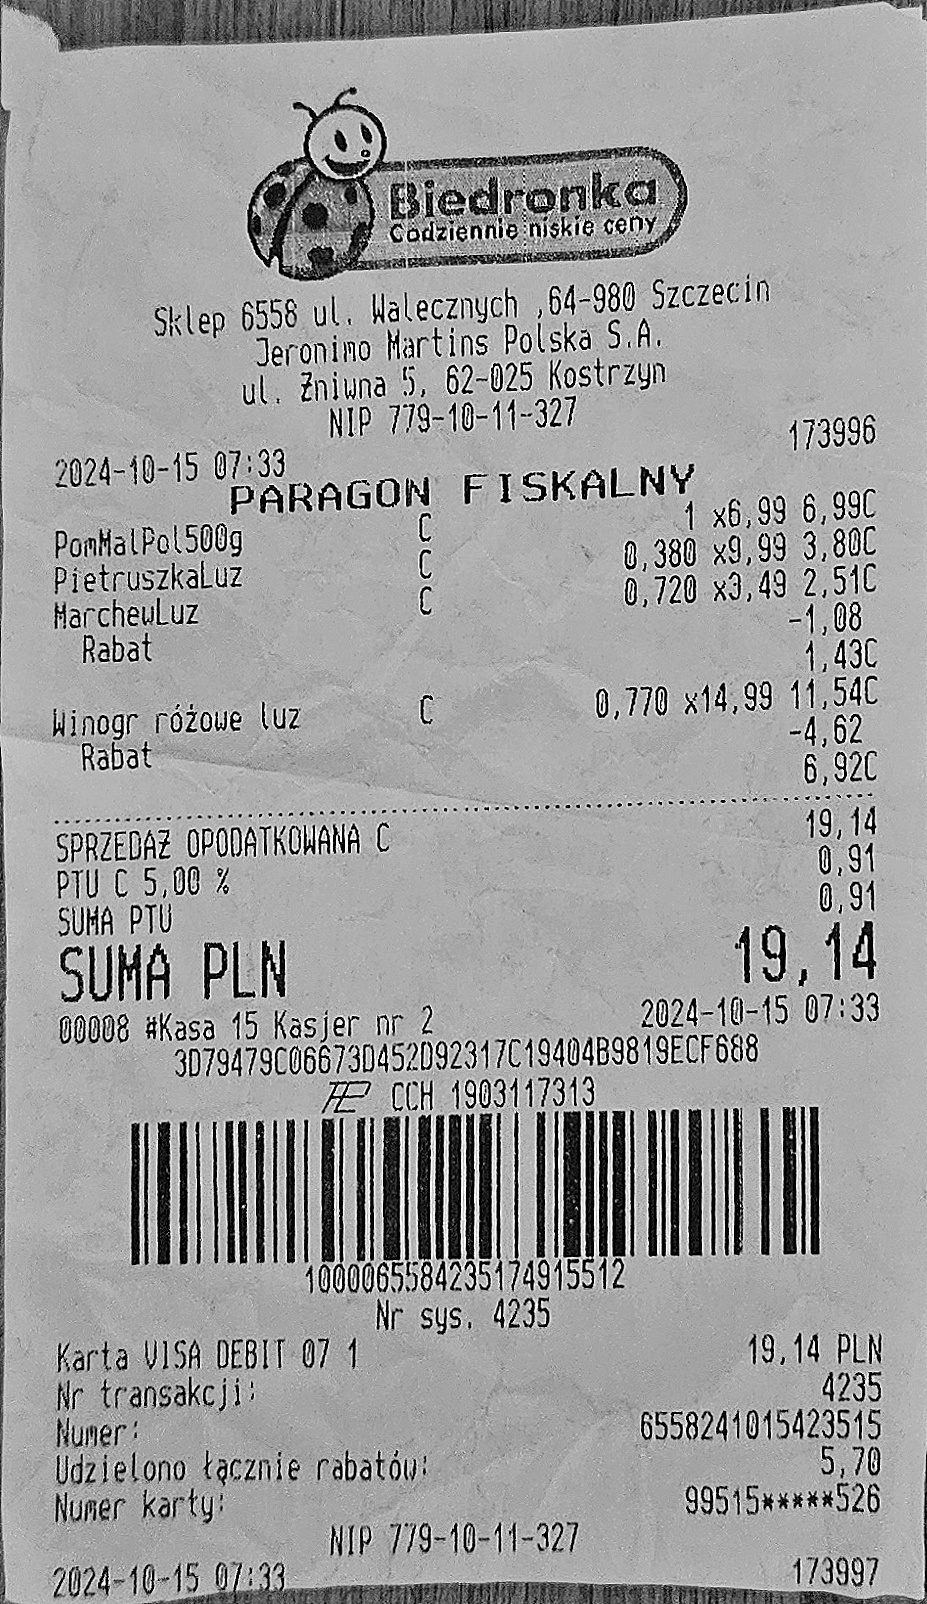 Biedronka
Codziennie niskie ceny
Sklep 6558 ul. Walecznych ,64-980 Szczecin
Jeronimo Martins Polska S.A.
ul. Żniwna 5, 62-025 Kostrzyn
NIP 779-10-11-327
2024-10-15 07:33 173996
PARAGON FISKALNY
PomMalPol500g C 1 x6,99 6,99C
PietruszkaLuz C 0,380 x9,99 3,80C
MarchewLuz C 0,720 x3,49 2,51C
Rabat -1,08
1,43C
Winogr różowe luz C 0,770 x14,99 11,54C
Rabat -4,62
6,92C
SPRZEDAŻ OPODATKOWANA C 19,14
PTU C 5,00 % 0,91
SUMA PTU 0,91
SUMA PLN 19,14
00008 #Kasa 15 Kasjer nr 2 2024-10-15 07:33
3D79479C06673D452D92317C19404B9819ECF688
CCH 1903117313
1000065584235174915512
Nr sys. 4235
Karta VISA DEBIT 07 1 19,14 PLN
Nr transakcji: 4235
Numer: 6558241015423515
Udzielono łącznie rabatów: 5,70
Numer karty: 99515*****526
NIP 779-10-11-327
2024-10-15 07:33 173997